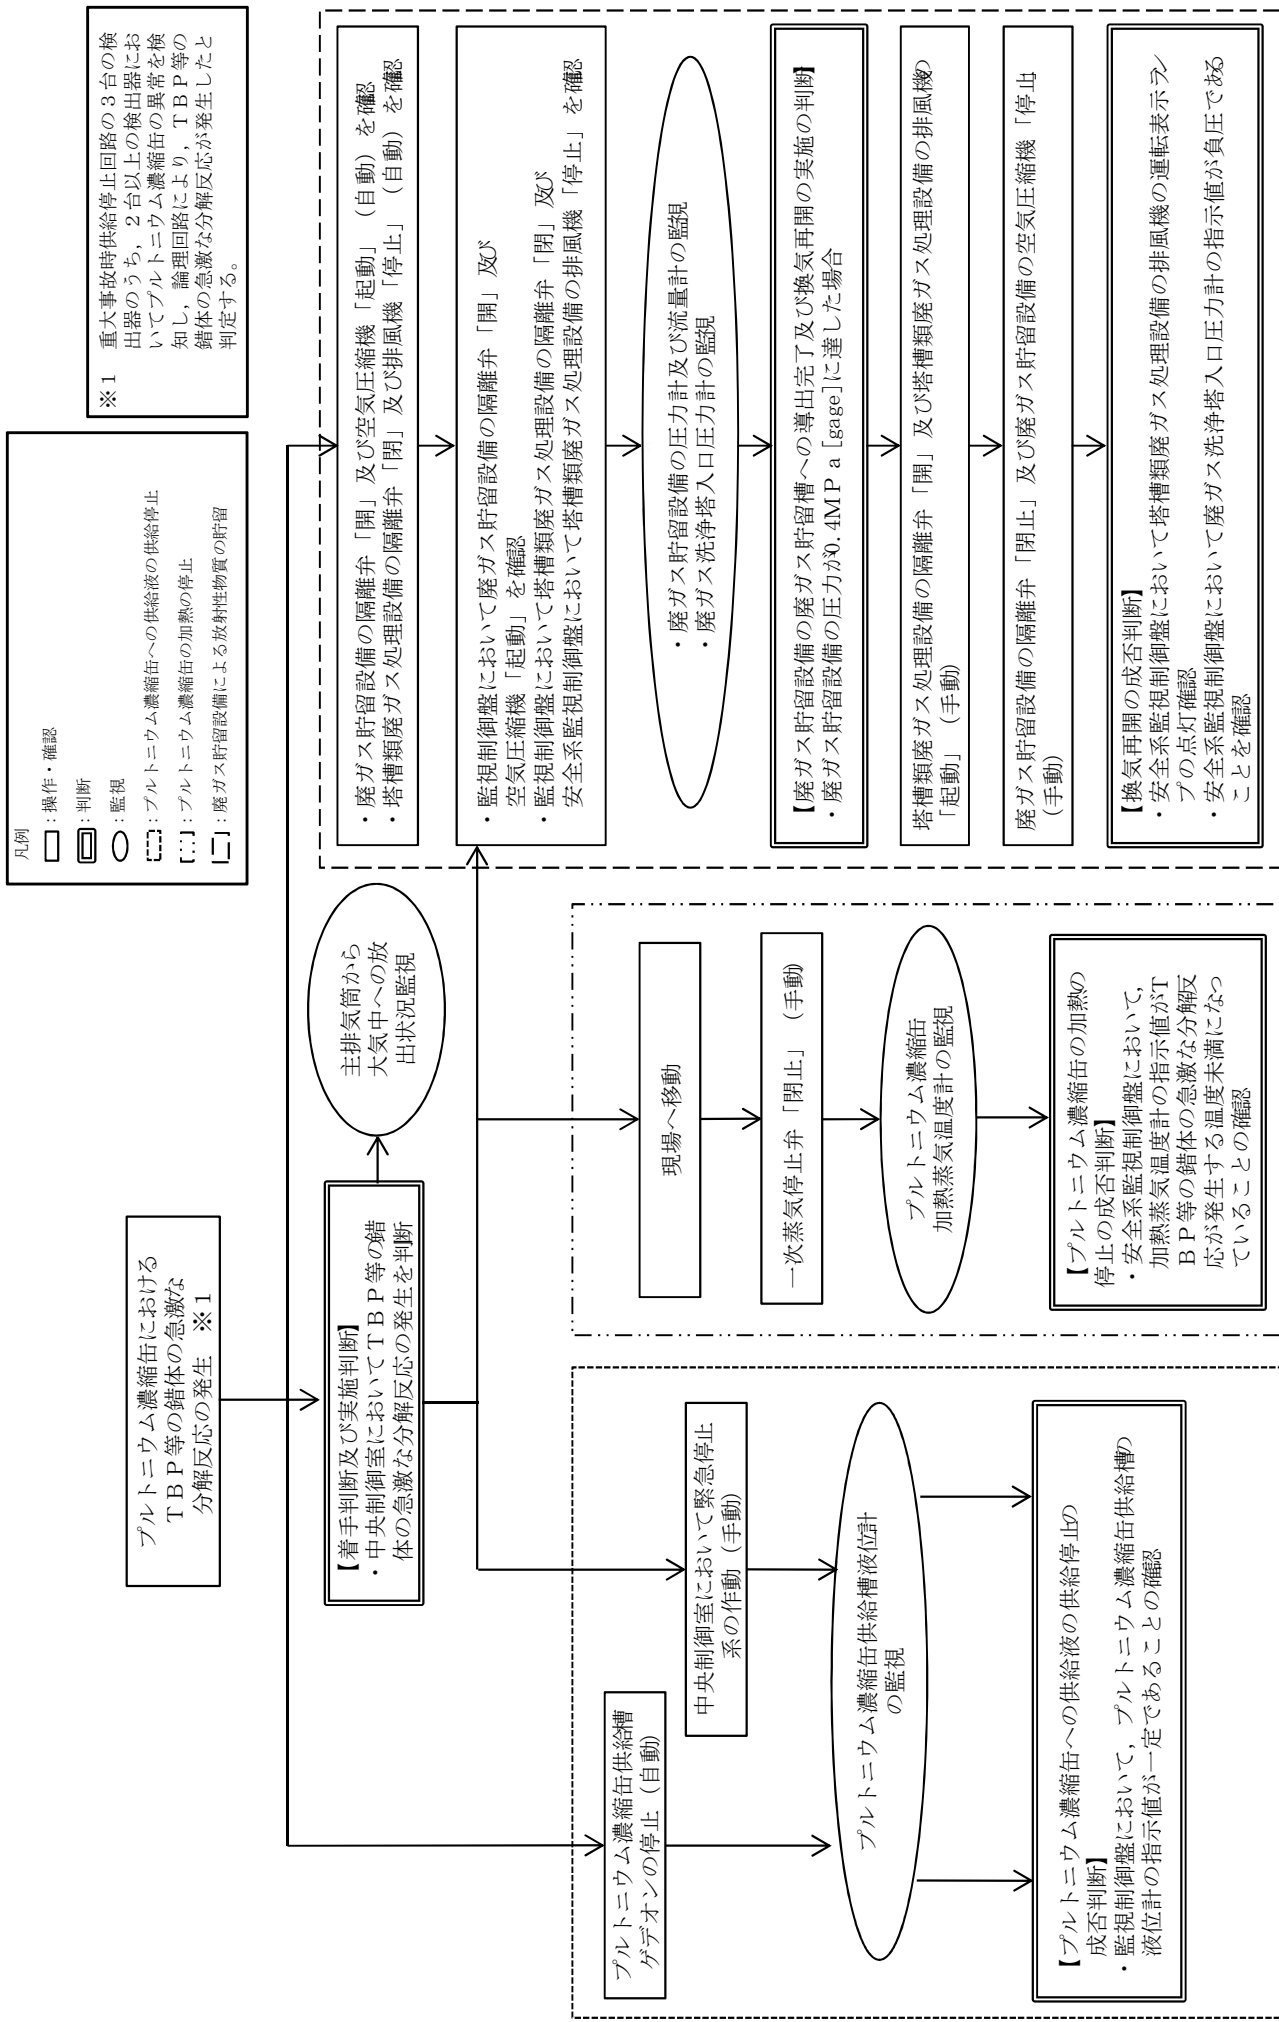 プルトニウム濃縮缶における
ＴＢＰ等の錯体の急激な
分解反応の発生　※１
【着手判断及び実施判断】
・中央制御室においてＴＢＰ等の錯
体の急激な分解反応の発生を判断
主排気筒から
大気中への放
出状況監視
凡例
：操作・確認
：判断
：監視
：プルトニウム濃縮缶への供給液の供給停止
：プルトニウム濃縮缶の加熱の停止
：廃ガス貯留設備による放射性物質の貯留
※１　重大事故時供給停止回路の３台の検
出器のうち，２台以上の検出器にお
いてプルトニウム濃縮缶の異常を検
知し，論理回路により，ＴＢＰ等の
錯体の急激な分解反応が発生したと
判定する。
プルトニウム濃縮缶供給槽
ゲデオンの停止（自動）
中央制御室において緊急停止
系の作動（手動）
プルトニウム濃縮缶供給槽液位計
の監視
【プルトニウム濃縮缶への供給液の供給停止の
成否判断】
・監視制御盤において，プルトニウム濃縮缶供給槽の
液位計の指示値が一定であることの確認
現場へ移動
一次蒸気停止弁「閉止」（手動）
プルトニウム濃縮缶
加熱蒸気温度計の監視
【プルトニウム濃縮缶の加熱の
停止の成否判断】
・安全系監視制御盤において，
加熱蒸気温度計の指示値がＴ
ＢＰ等の錯体の急激な分解反
応が発生する温度未満になっ
ていることの確認
・廃ガス貯留設備の隔離弁「開」及び空気圧縮機「起動」（自動）を確認
・塔槽類廃ガス処理設備の隔離弁「閉」及び排風機「停止」（自動）を確認
・監視制御盤において廃ガス貯留設備の隔離弁「開」及び
空気圧縮機「起動」を確認
・監視制御盤において塔槽類廃ガス処理設備の隔離弁「閉」及び
安全系監視制御盤において塔槽類廃ガス処理設備の排風機「停止」を確認
・廃ガス貯留設備の圧力計及び流量計の監視
・廃ガス洗浄塔入口圧力計の監視
【廃ガス貯留設備の廃ガス貯留槽への導出完了及び換気再開の実施の判断】
・廃ガス貯留設備の圧力が0.4MPa[gage]に達した場合
塔槽類廃ガス処理設備の隔離弁「開」及び塔槽類廃ガス処理設備の排風機の
「起動」（手動）
廃ガス貯留設備の隔離弁「閉止」及び廃ガス貯留設備の空気圧縮機「停止」
（手動）
【換気再開の成否判断】
・安全系監視制御盤において塔槽類廃ガス処理設備の排風機の運転表示ラン
プの点灯確認
・安全系監視制御盤において廃ガス洗浄塔入口圧力計の指示値が負圧である
ことを確認